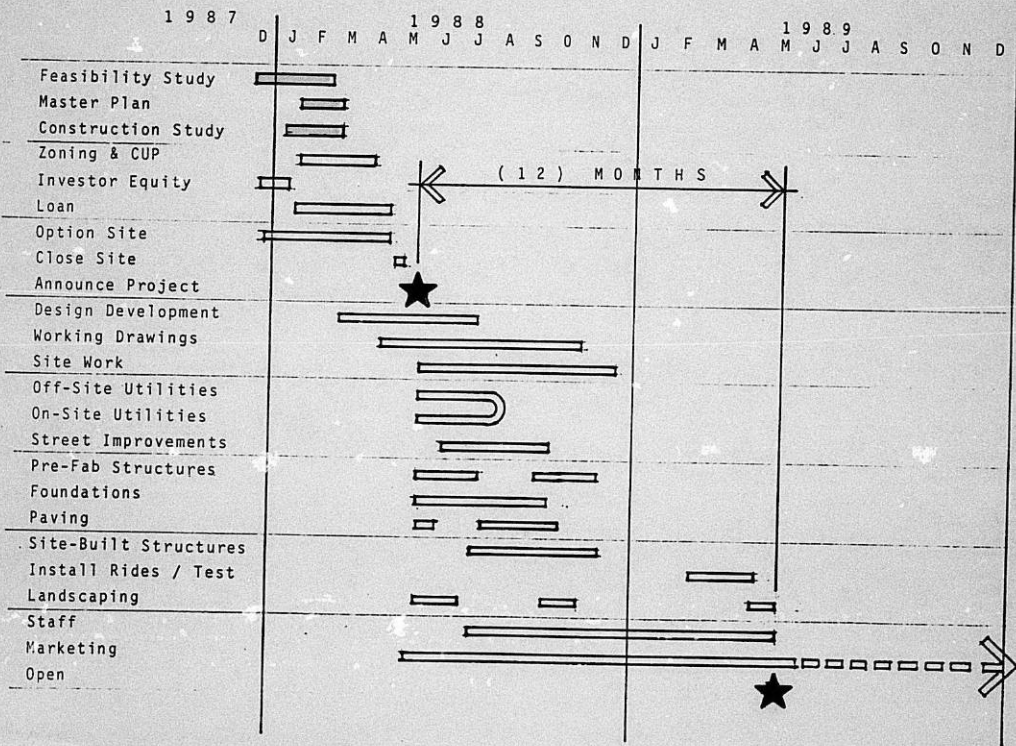 1987 1988 1989
D J F M A M J J A S O N D J F M A M J J A S O N D
Feasibility Study
Master Plan
Construction Study
Zoning & CUP
Investor Equity
(12) MONTHS
Loan
Option Site
Close Site
Announce Project
Design Development
Working Drawings
Site Work
Off-Site Utilities
On-Site Utilities
Street Improvements
Pre-Fab Structures
Foundations
Paving
Site-Built Structures
Install Rides / Test
Landscaping
Staff
Marketing
Open